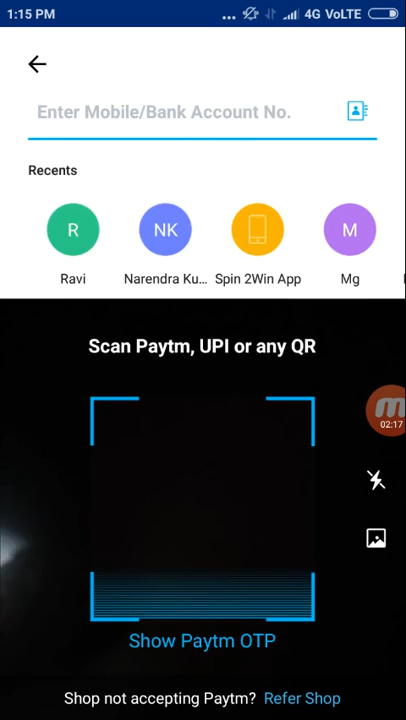 1:15 PM ... 4G VoLTE
Enter Mobile/Bank Account No.
Recents
R NK M
Ravi Narendra Ku... Spin 2Win App Mg
Scan Paytm, UPI or any QR
02:17
Show Paytm OTP
Shop not accepting Paytm? Refer Shop